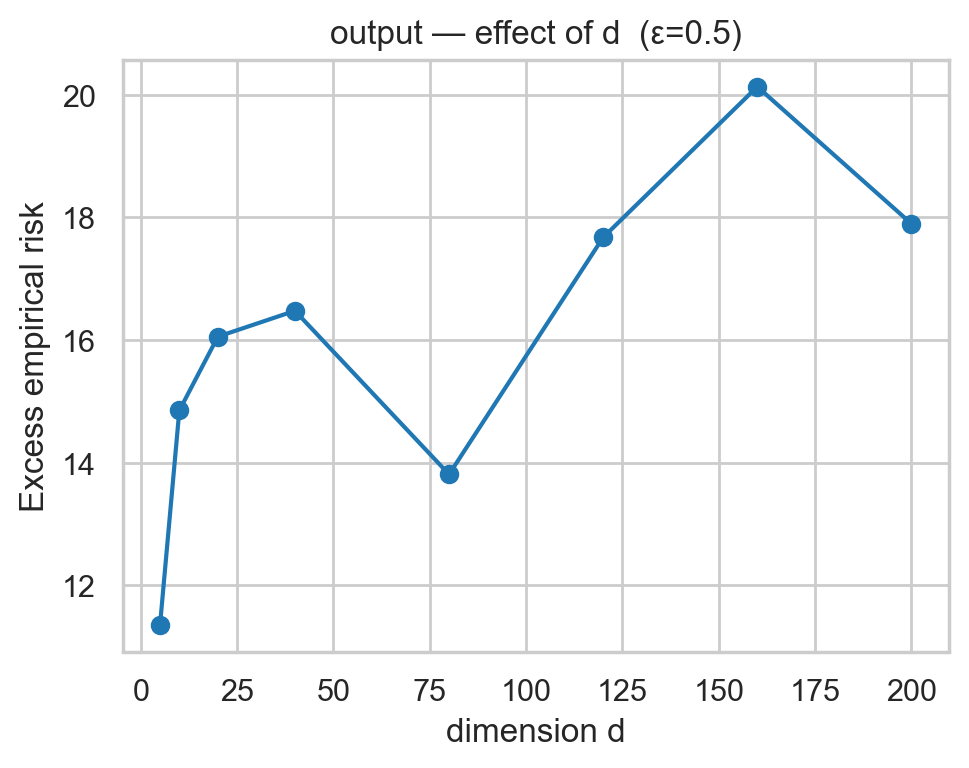 output — effect of d (ε=0.5)
Excess empirical risk
20
18
16
14
12
0 25 50 75 100 125 150 175 200
dimension d